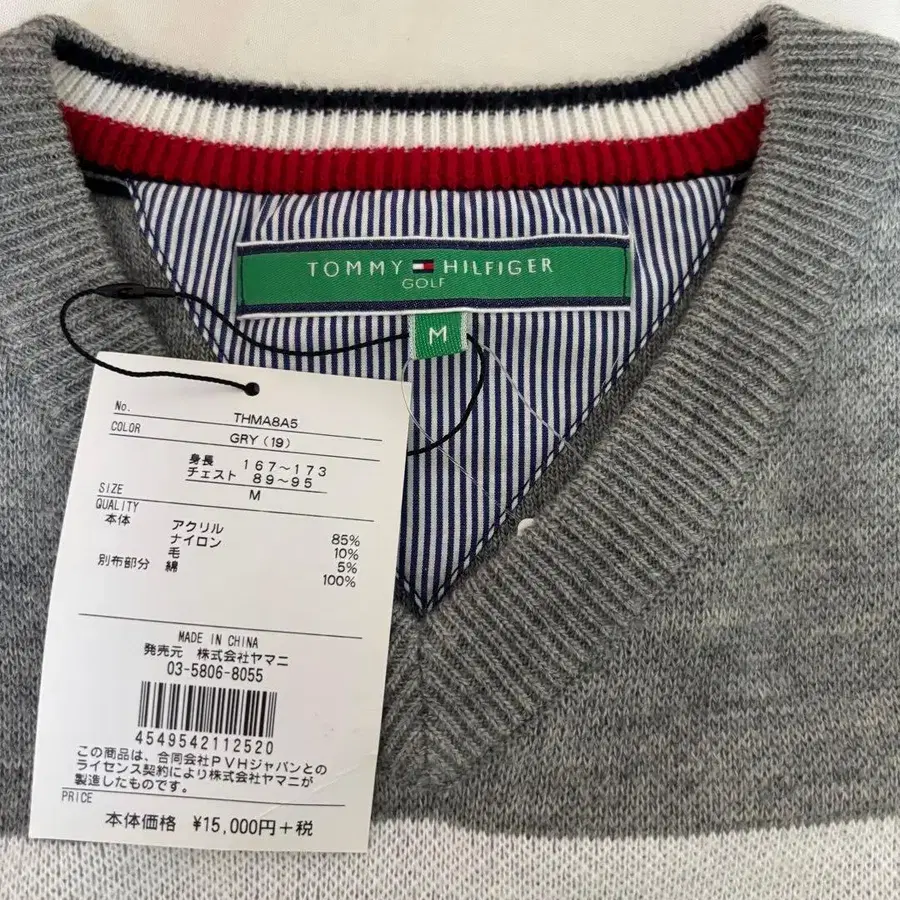 TOMMY HILFIGER
GOLF
M
No. THMA8A5
COLOR GRY(19)
身長 167~173
チェスト 89~95
SIZE M
QUALITY
本体 アクリル 85%
ナイロン 10%
毛 5%
別布部分 綿 100%
MADE IN CHINA
発売元 株式会社ヤマニ
03-5806-8055
4549542112520
この商品は、合同会社PVHジャパンとの
ライセンス契約により株式会社ヤマニが
製造したものです。
PRICE
本体価格 ¥15,000円+税